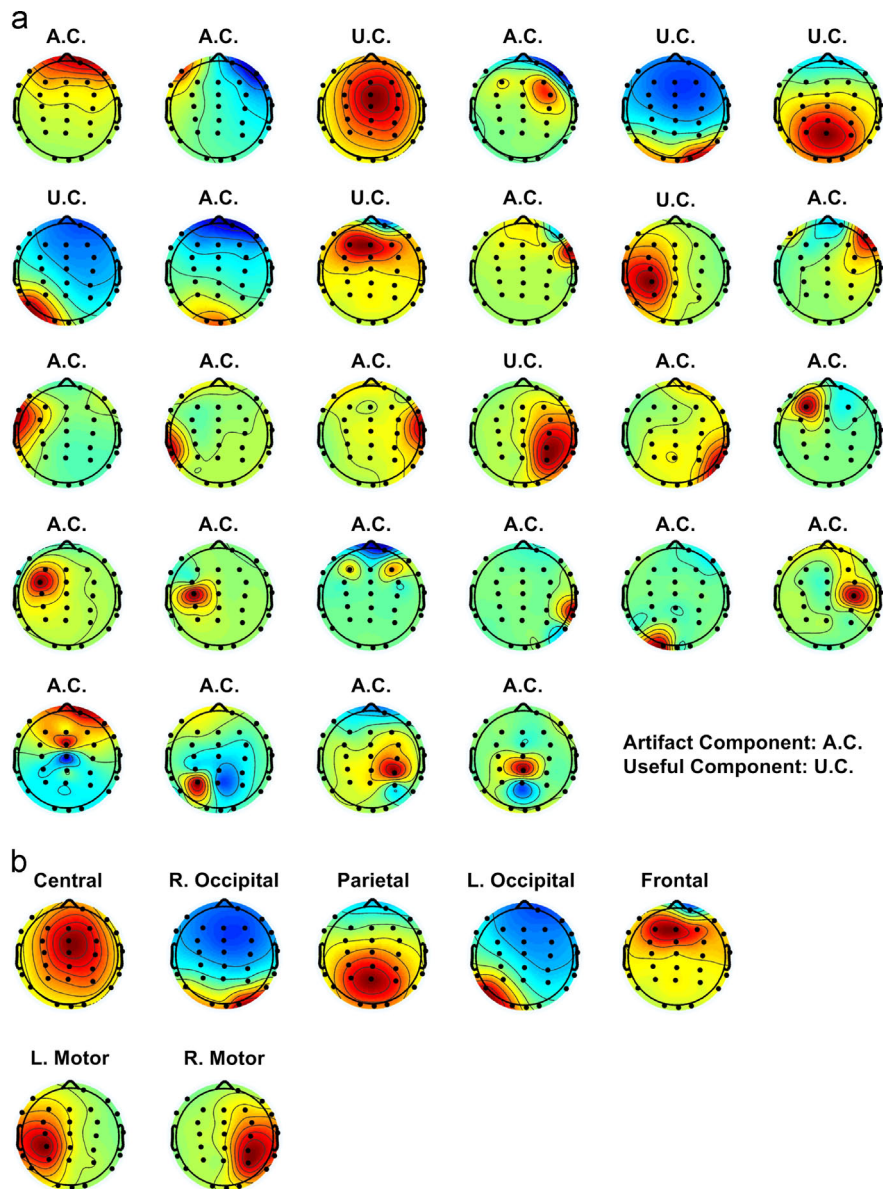 a
A.C. A.C. U.C. A.C. U.C. U.C.
U.C. A.C. U.C. A.C. U.C. A.C.
A.C. A.C. A.C. U.C. A.C. A.C.
A.C. A.C. A.C. A.C. A.C. A.C.
A.C. A.C. A.C. A.C.
Artifact Component: A.C.
Useful Component: U.C.
b
Central R. Occipital Parietal L. Occipital Frontal
L. Motor R. Motor